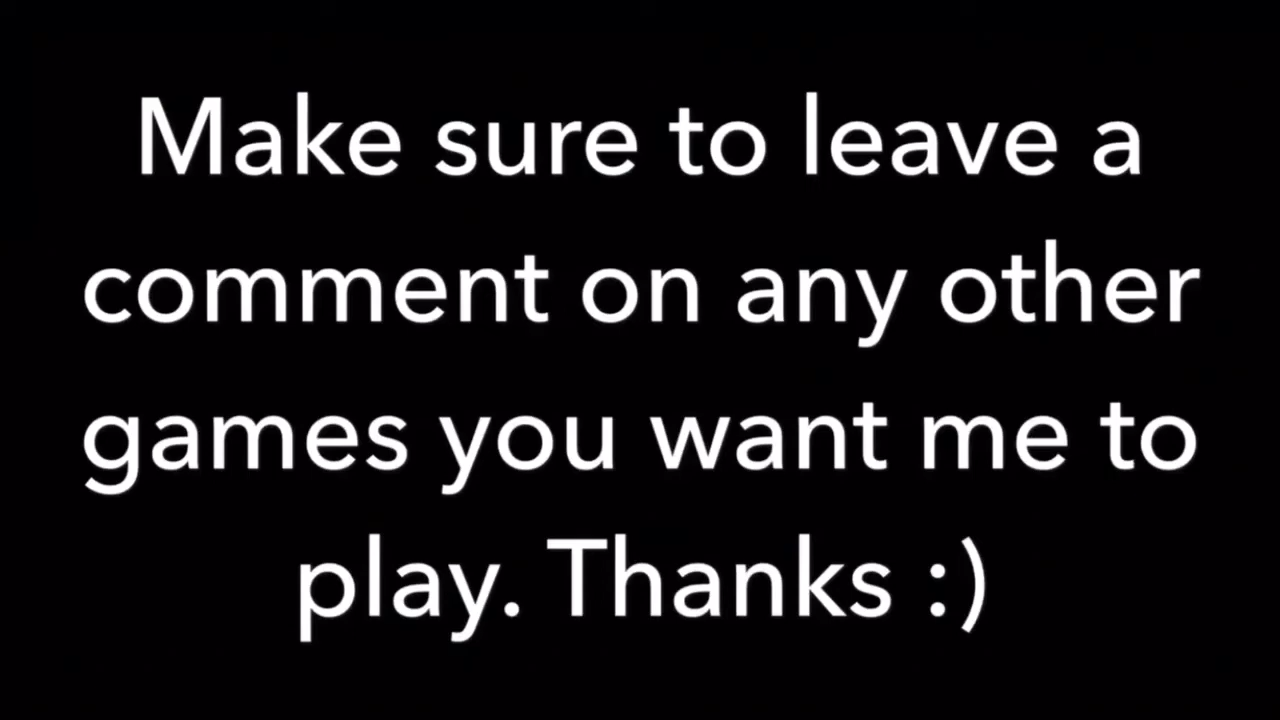 Make sure to leave a
comment on any other
games you want me to
play. Thanks :)